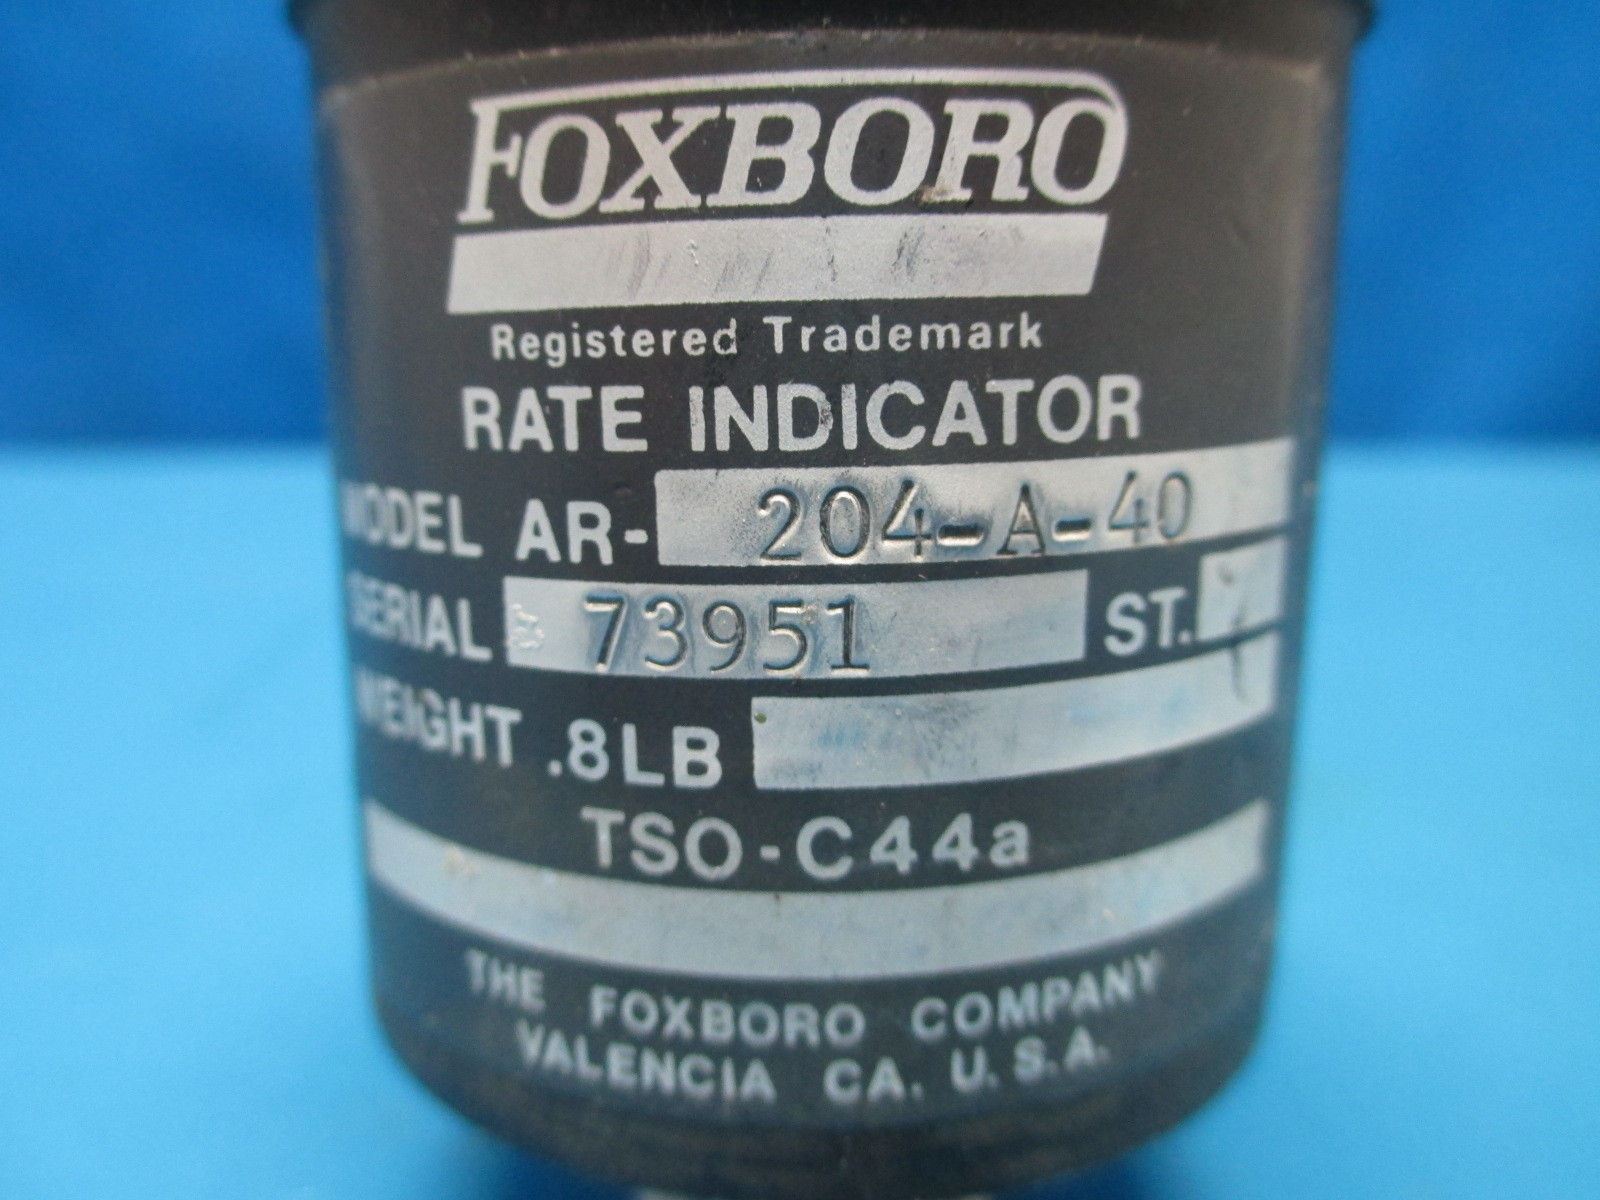 FOXBORO
Registered Trademark
RATE INDICATOR
MODEL AR- 204-A-40
SERIAL 73951 ST.
WEIGHT .8LB
TSO-C44a
THE FOXBORO COMPANY
VALENCIA CA. U.S.A.